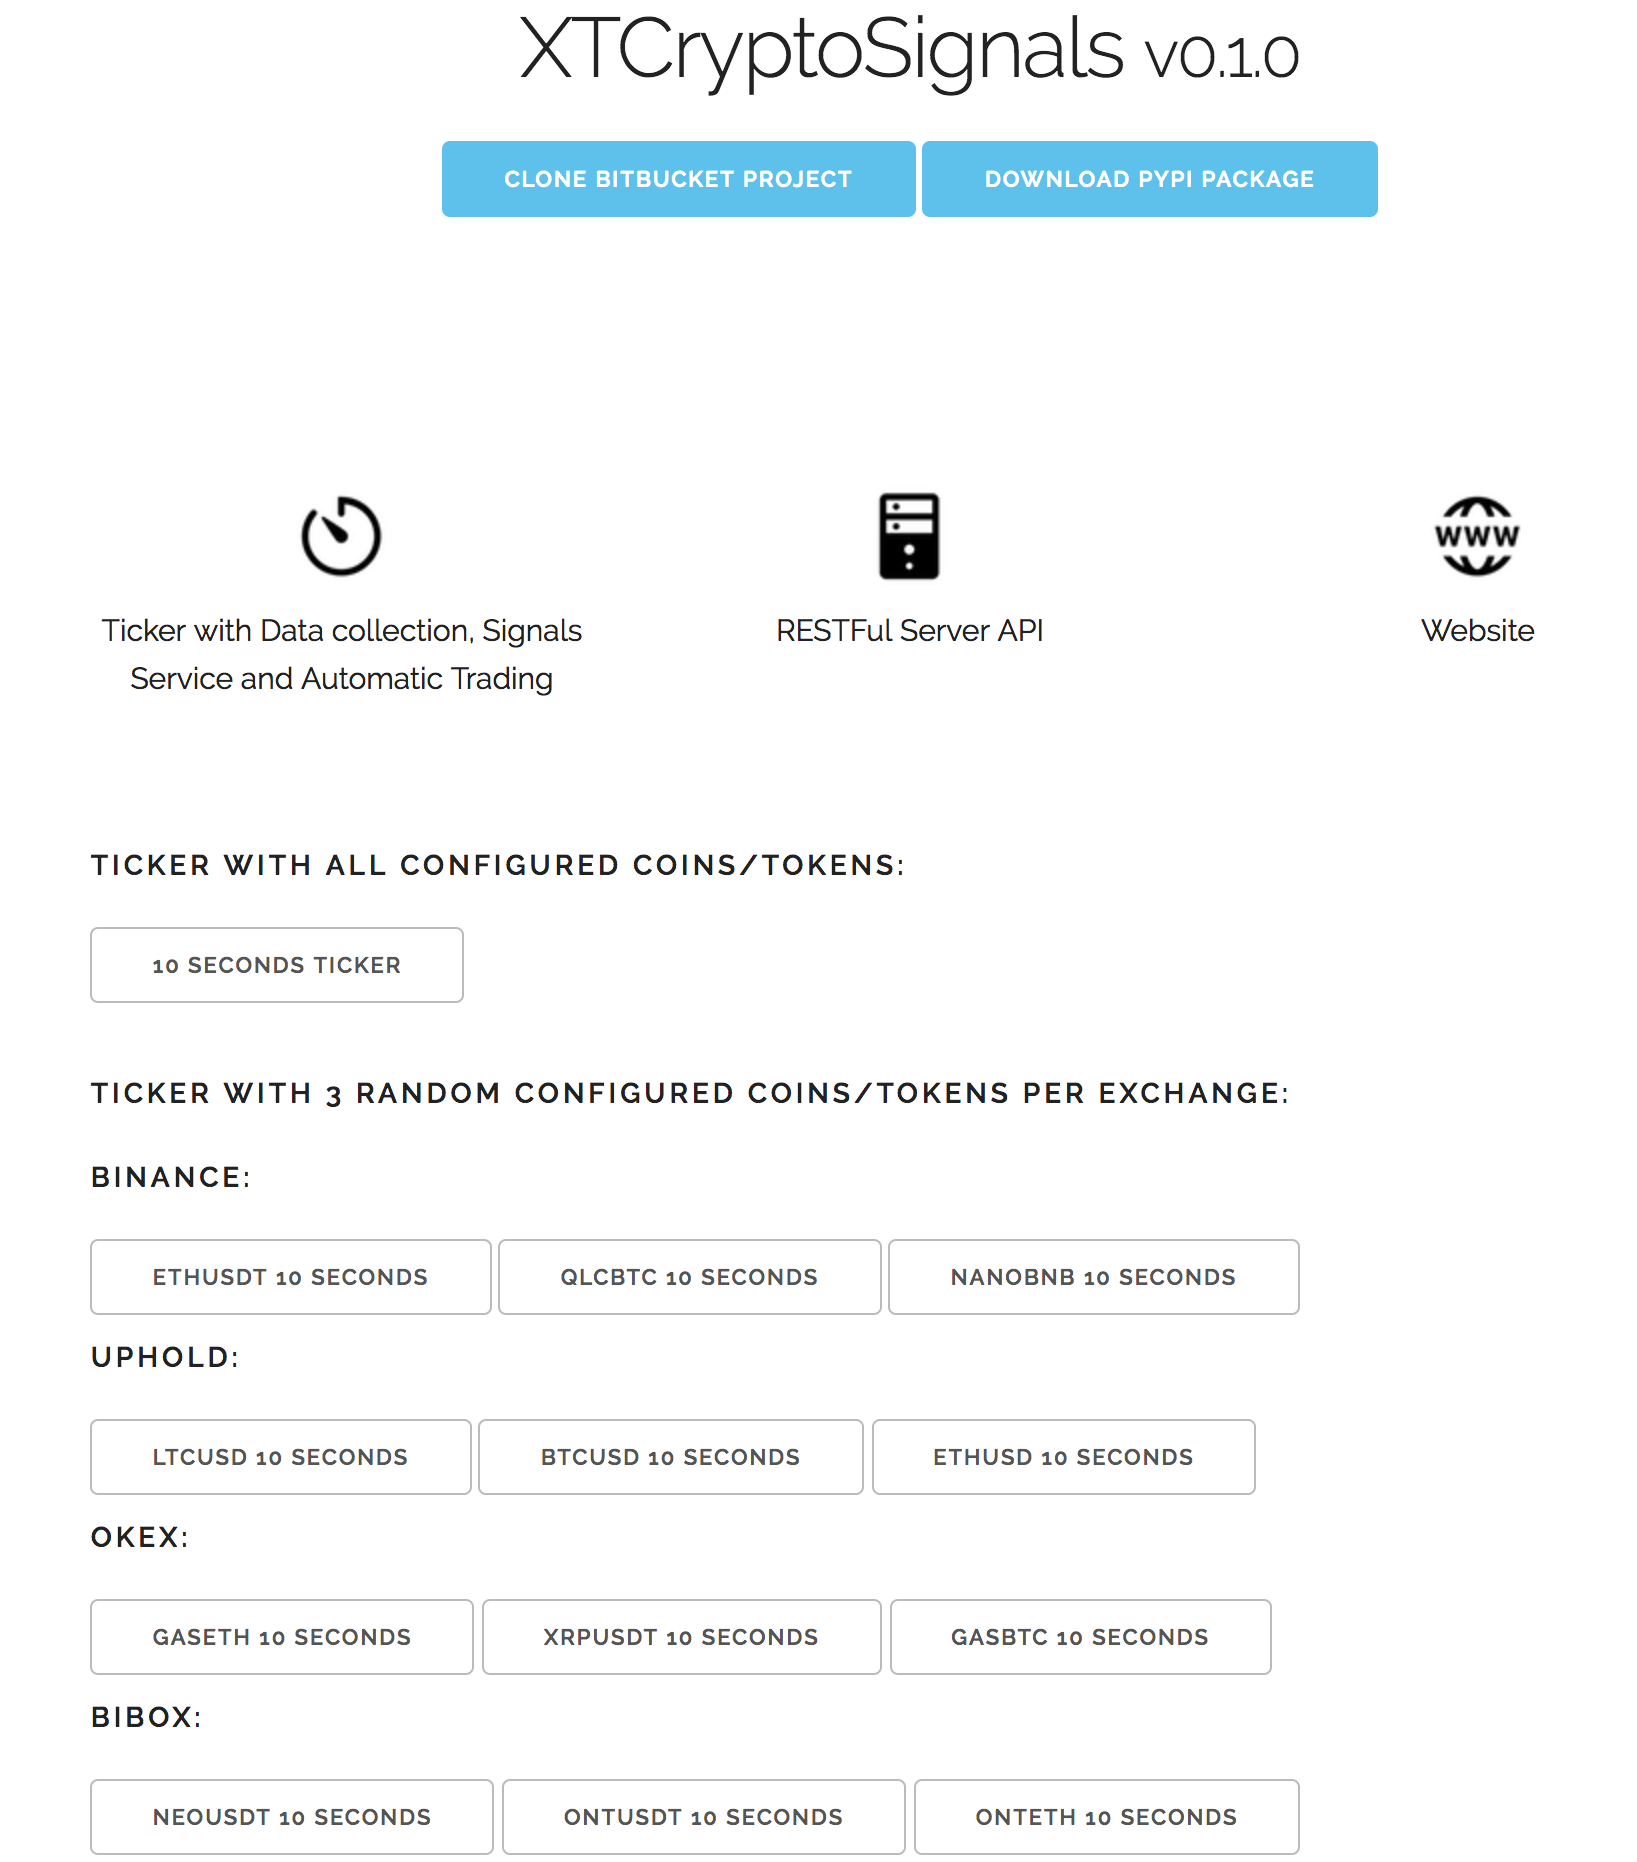 XTCryptoSignals v0.1.0
CLONE BITBUCKET PROJECT DOWNLOAD PYPI PACKAGE
WWW
Ticker with Data collection, Signals
Service and Automatic Trading
RESTFul Server API
Website
TICKER WITH ALL CONFIGURED COINS/TOKENS:
10 SECONDS TICKER
TICKER WITH 3 RANDOM CONFIGURED COINS/TOKENS PER EXCHANGE:
BINANCE:
ETHUSDT 10 SECONDS QLCBTC 10 SECONDS NANOBNB 10 SECONDS
UPHOLD:
LTCUSD 10 SECONDS BTCUSD 10 SECONDS ETHUSD 10 SECONDS
OKEX:
GASETH 10 SECONDS XRPUSDT 10 SECONDS GASBTC 10 SECONDS
BIBOX:
NEOUSDT 10 SECONDS ONTUSDT 10 SECONDS ONTETH 10 SECONDS